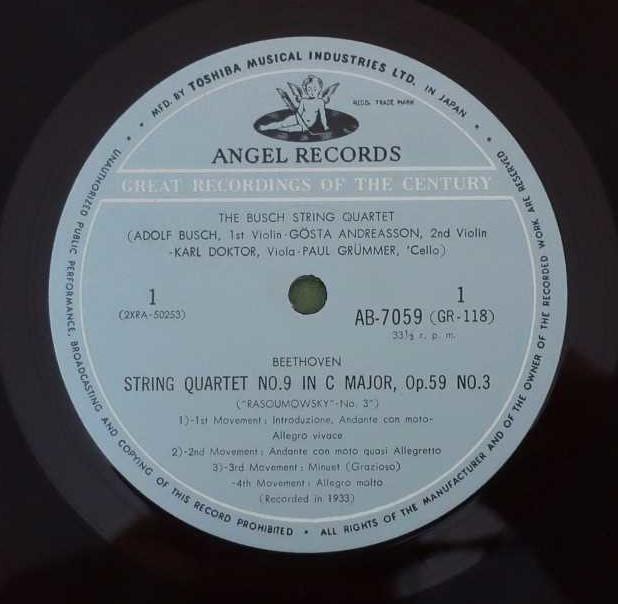 • • MFD. BY TOSHIBA MUSICAL INDUSTRIES LTD. IN JAPAN • •
REGD. TRADE MARK
ANGEL RECORDS
GREAT RECORDINGS OF THE CENTURY
THE BUSCH STRING QUARTET
(ADOLF BUSCH, 1st Violin-GÖSTA ANDREASSON, 2nd Violin
-KARL DOKTOR, Viola-PAUL GRÜMMER, 'Cello)
1
(2XRA-50253)
1
AB-7059 (GR-118)
33⅓ r. p. m.
BEETHOVEN
STRING QUARTET NO.9 IN C MAJOR, Op.59 NO.3
("RASOUMOWSKY"-No. 3")
1)-1st Movement: Introduzione, Andante con moto-
Allegro vivace
2)-2nd Movement: Andante con moto quasi Allegretto
3)-3rd Movement: Minuet (Grazioso)
-4th Movement: Allegro molto
(Recorded in 1933)
UNAUTHORIZED PUBLIC PERFORMANCE, BROADCASTING AND COPYING OF THIS RECORD PROHIBITED • ALL RIGHTS OF THE MANUFACTURER AND OF THE OWNER OF THE RECORDED WORK ARE RESERVED